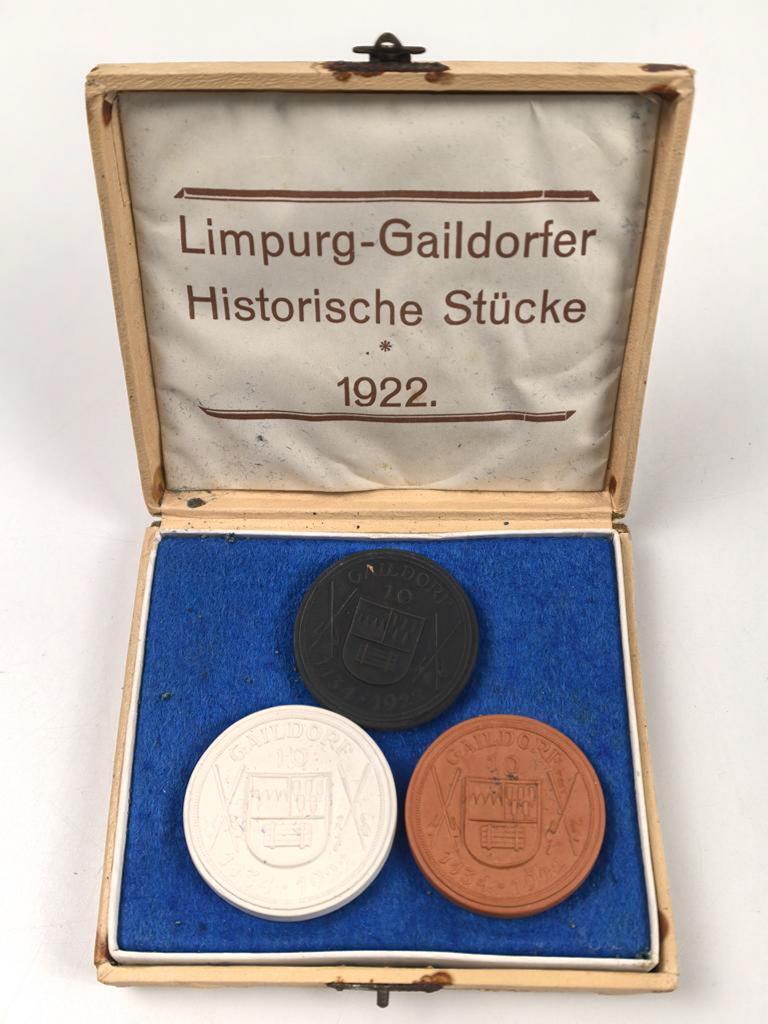 Limpurg-Gaildorfer
Historische Stücke
*
1922.
GAILDORF
10
GAILDORF
10
GAILDORF
10